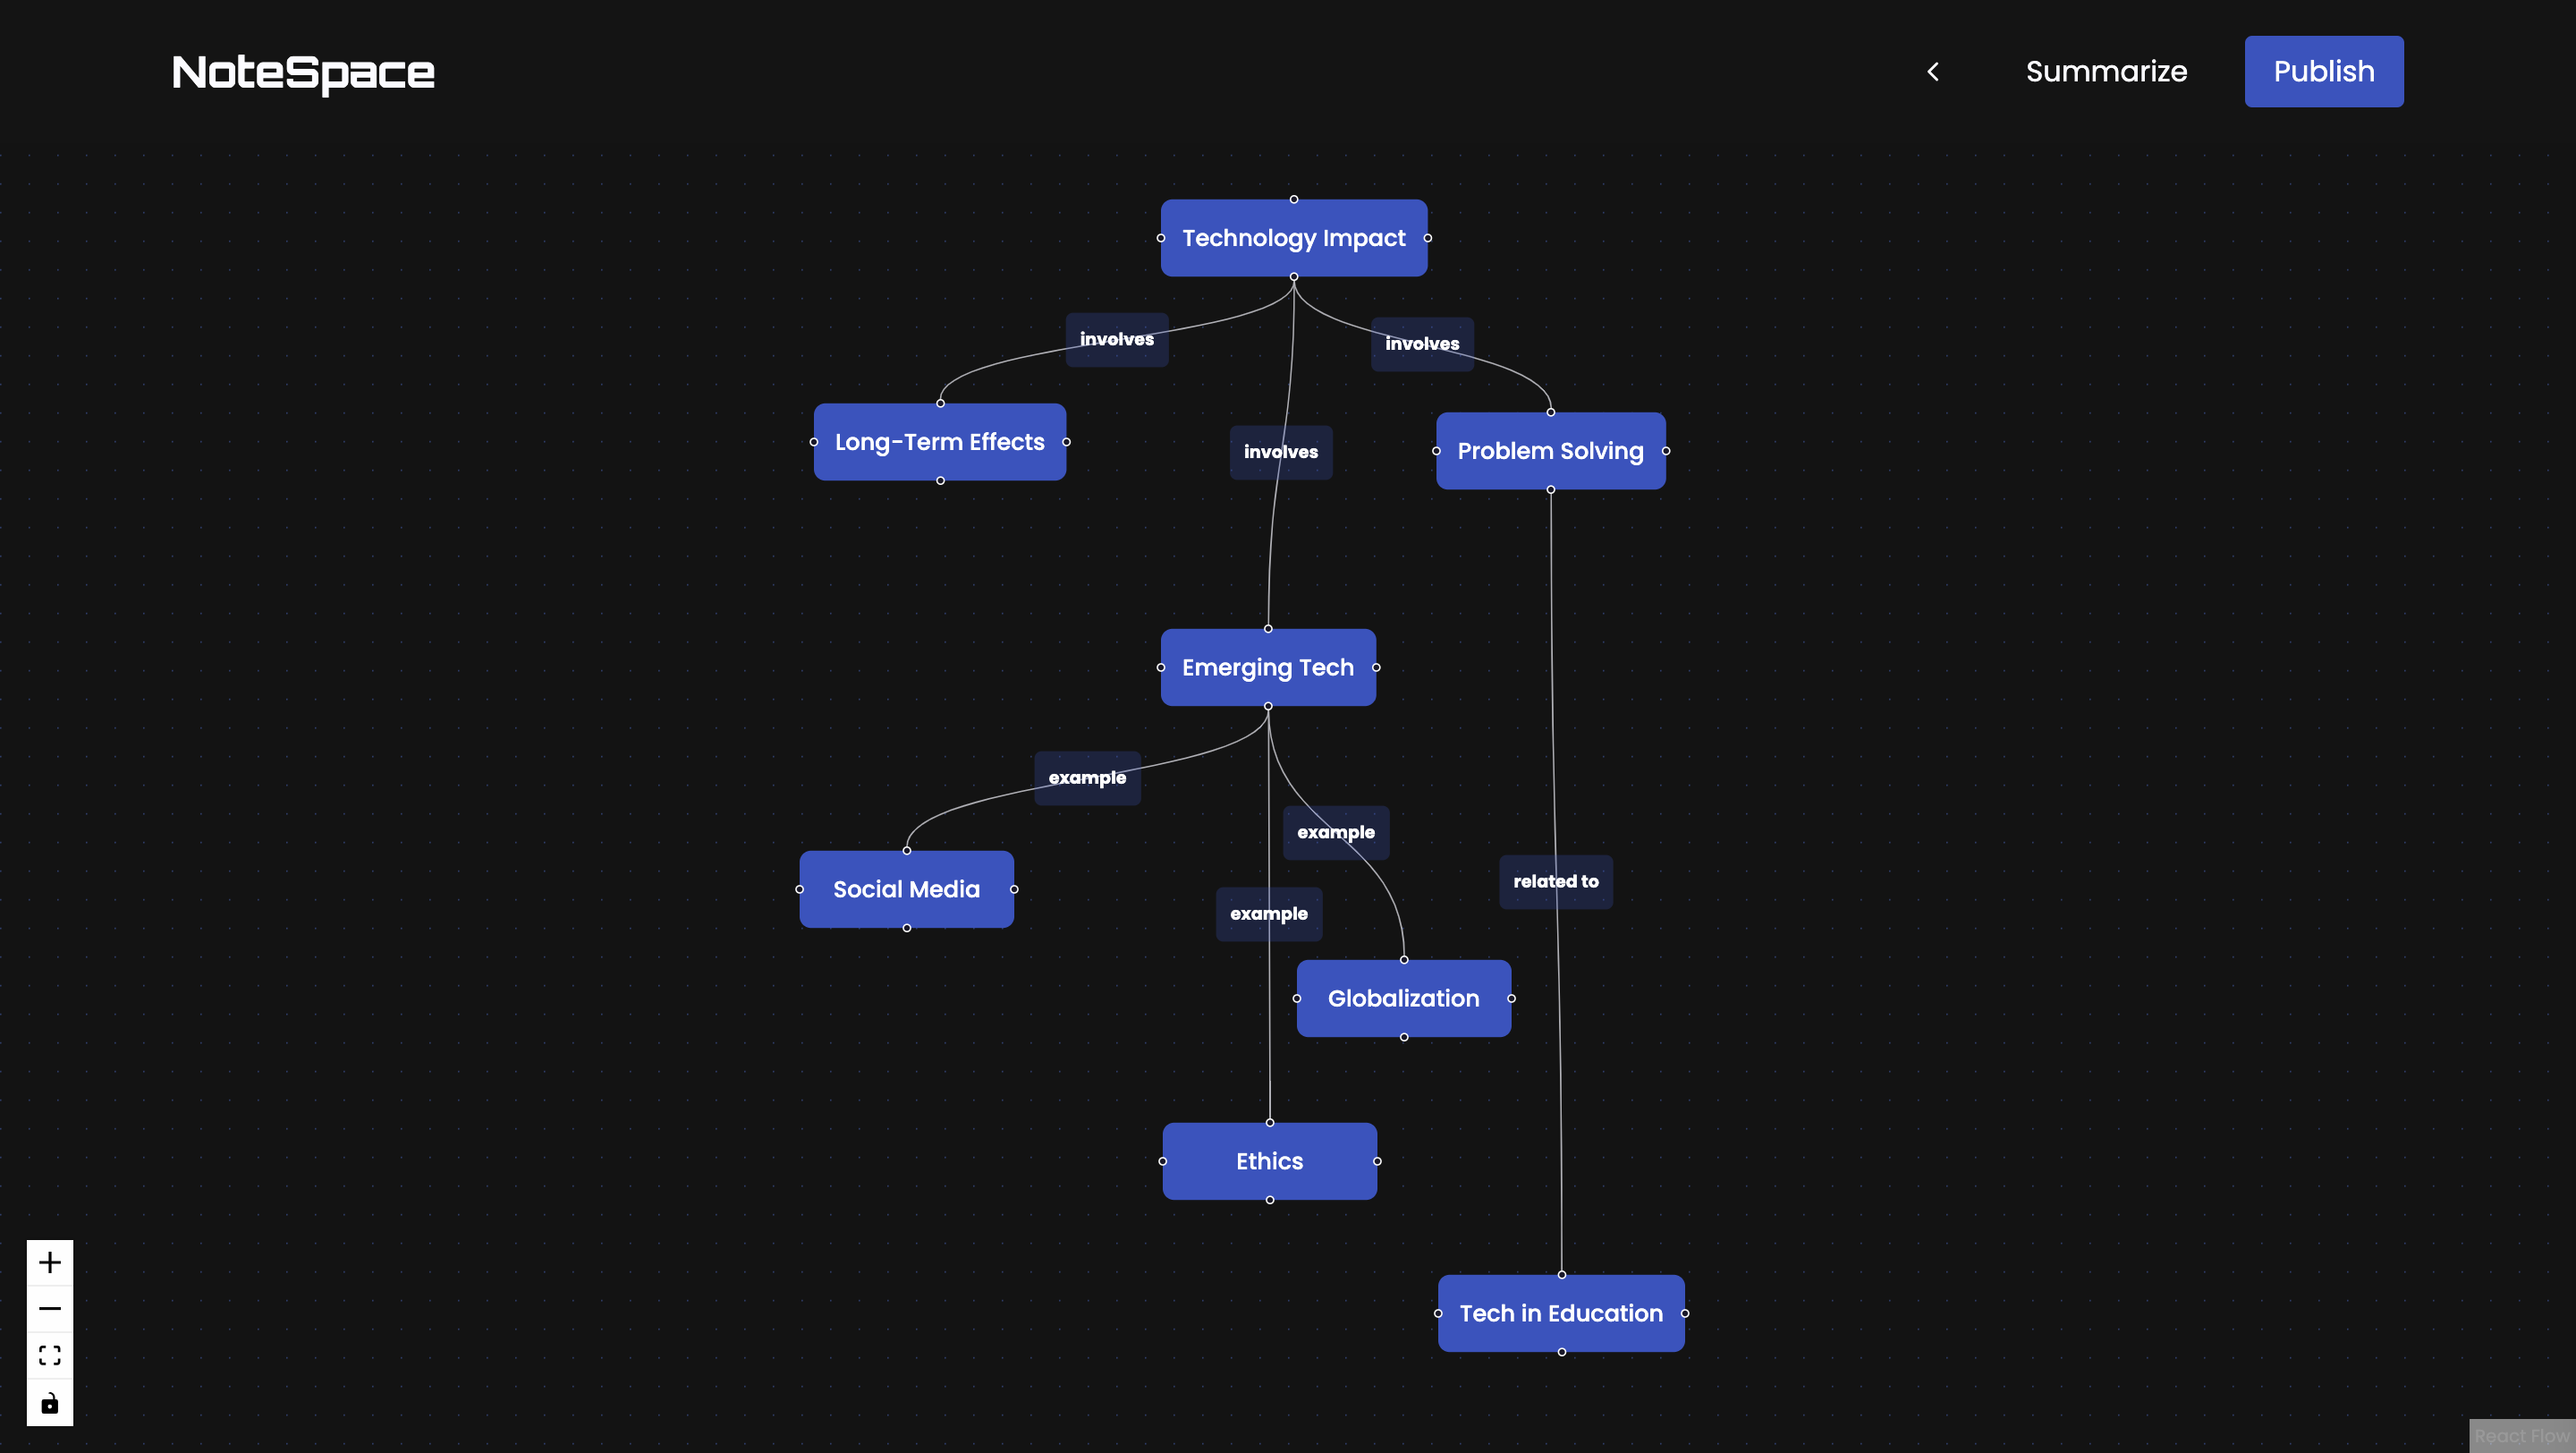 NoteSpace
Summarize
Publish
Technology Impact
involves
involves
Long-Term Effects
involves
Problem Solving
Emerging Tech
example
example
related to
Social Media
example
Globalization
Ethics
Tech in Education
React Flow